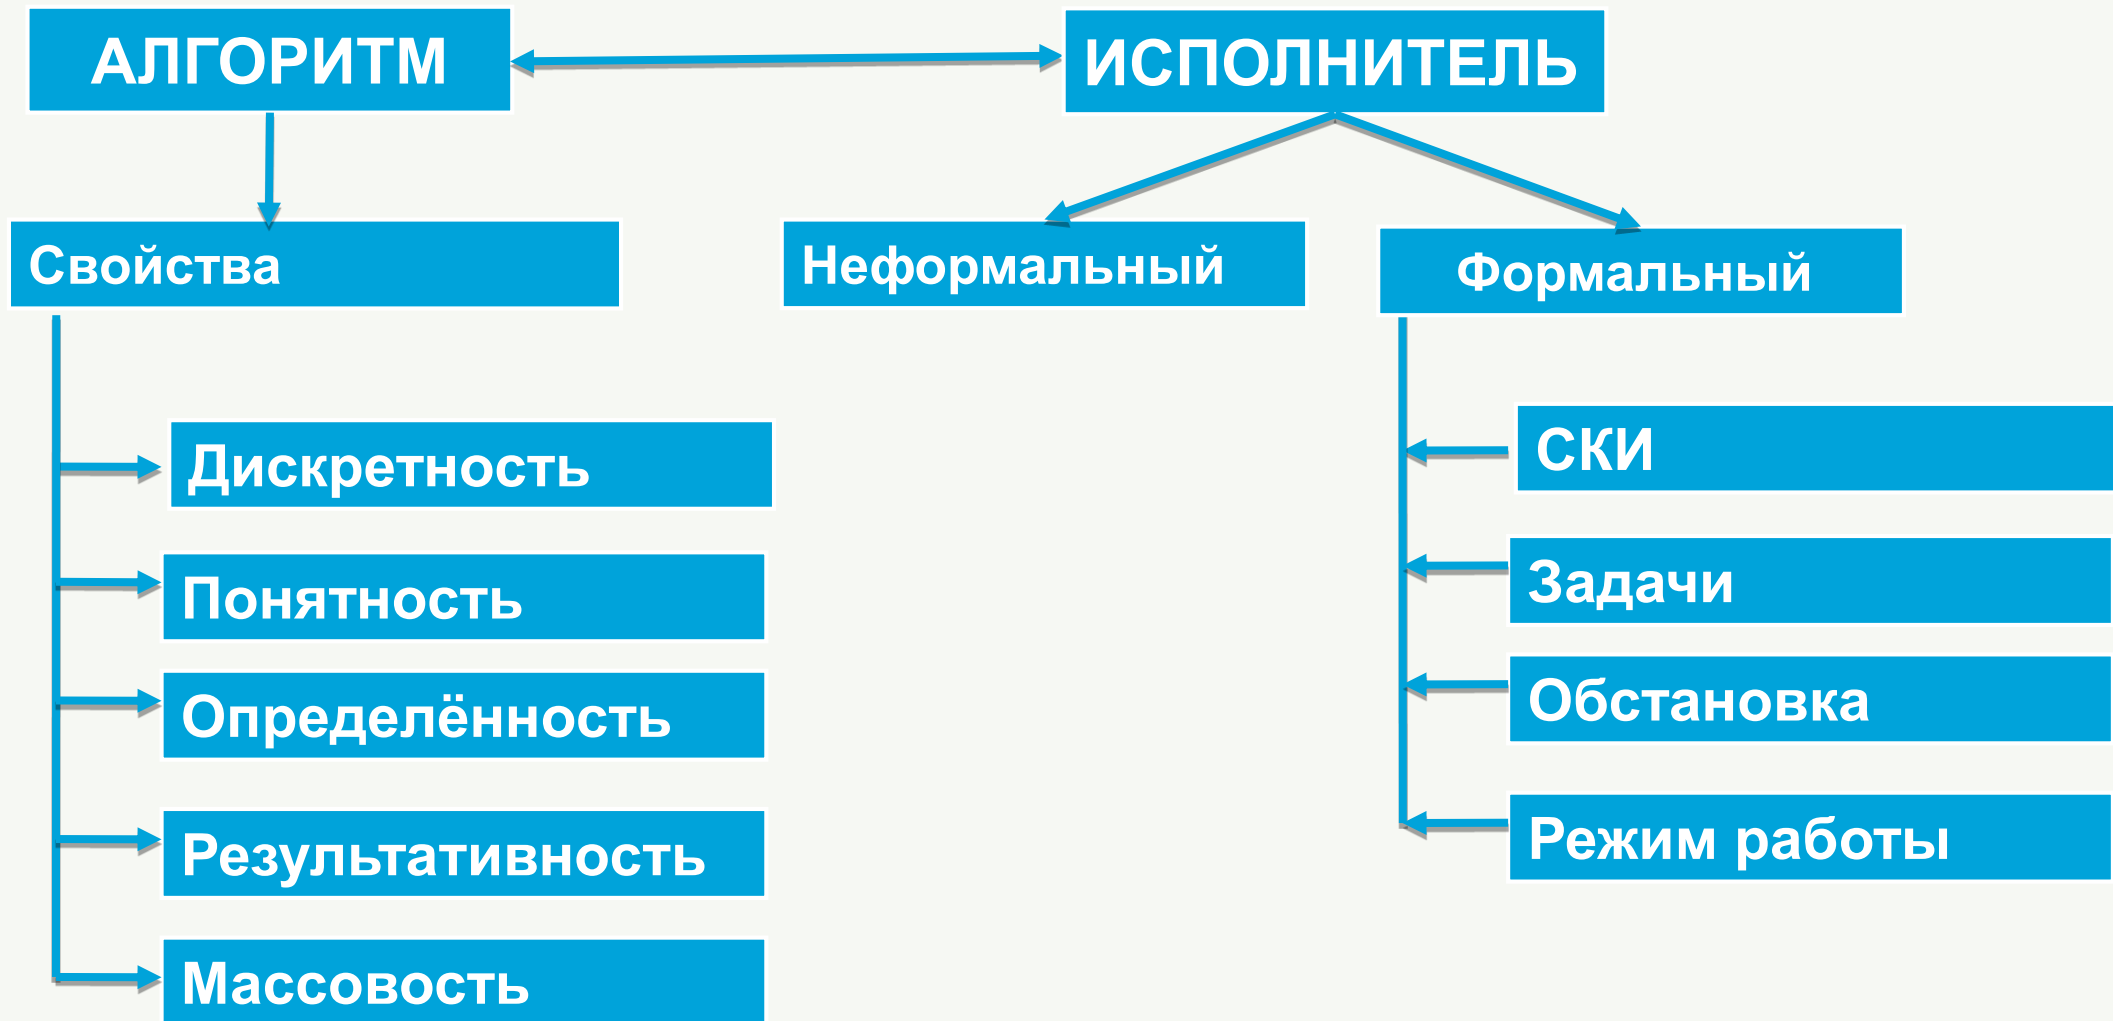 АЛГОРИТМ
ИСПОЛНИТЕЛЬ
Свойства
Неформальный
Формальный
Дискретность
Понятность
Определённость
Результативность
Массовость
СКИ
Задачи
Обстановка
Режим работы